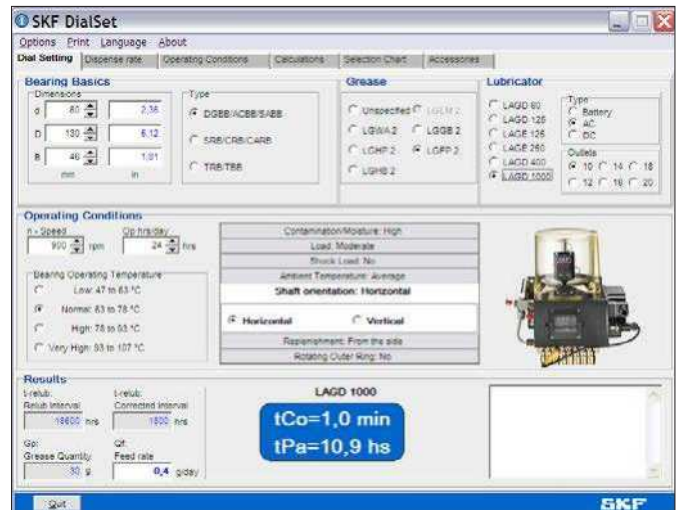 SKF DialSet
Options Print Language About
Dial Setting Dispense rate Operating Conditions Calculations Selection Chart Accessories
Bearing Basics
Dimensions
d 60 2,36
D 130 5,12
B 46 1,81
mm in
Type
DGBB/ACBB/SABB
SRB/CRB/CARB
TRB/TBB
Grease
Unspecified
LGWA 2 LGGB 2
LGHP 2 LGFP 2
LGHB 2
Lubricator
LAGD 60
LAGD 125
LAGE 125
LAGE 250
LAGD 400
LAGD 1000
Type
Battery
AC
DC
Outlets
10 14 18
12 16 20
Operating Conditions
n - Speed Op hrs/day
900 rpm 24 hrs
Bearing Operating Temperature
Low: 47 to 63 °C
Normal: 63 to 78 °C
High: 78 to 93 °C
Very High: 93 to 107 °C
Contamination/Moisture: High
Load: Moderate
Shock Load: No
Ambient Temperature: Average
Shaft orientation: Horizontal
Horizontal Vertical
Replenishment: From the side
Rotating Outer Ring: No
Results
t-relub: t-relub:
Relub Interval Corrected Interval
hrs hrs
Gp: Qf:
Grease Quantity Feed rate
30 g 0,4 g/day
LAGD 1000
tCo=1,0 min
tPa=10,9 hs
Quit
SKF